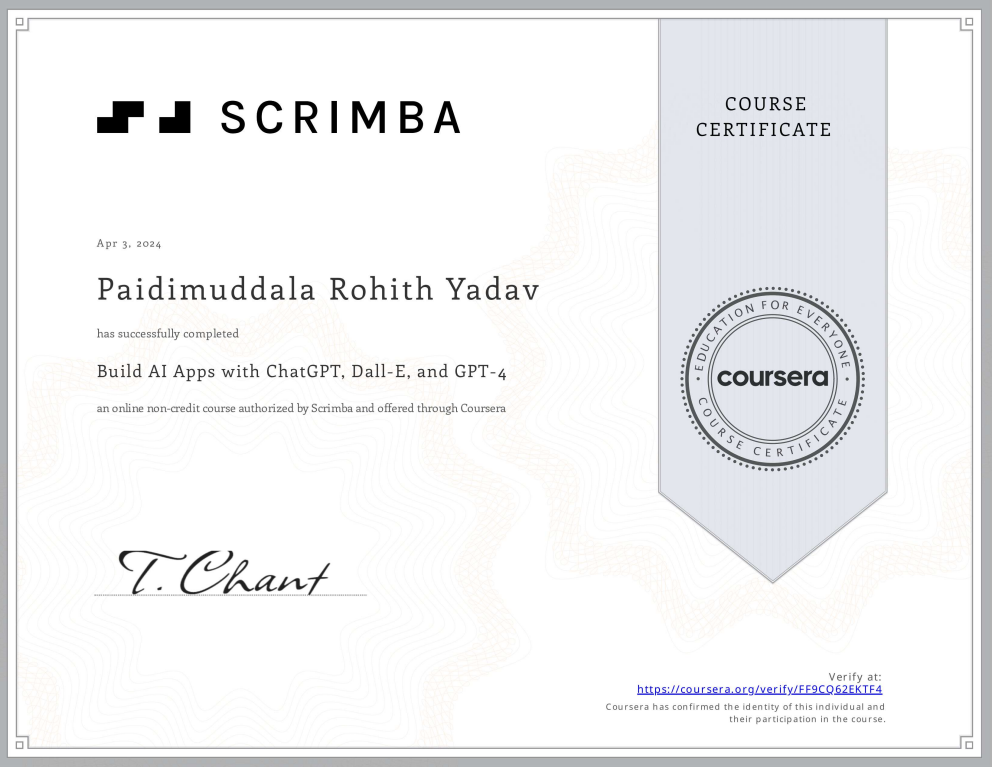 SCRIMBA
COURSE
CERTIFICATE
Apr 3, 2024
Paidimuddala Rohith Yadav
has successfully completed
Build AI Apps with ChatGPT, Dall-E, and GPT-4
an online non-credit course authorized by Scrimba and offered through Coursera
EDUCATION FOR EVERYONE
coursera
COURSE CERTIFICATE
T. Chant
Verify at:
https://coursera.org/verify/FF9CQ62EKTF4
Coursera has confirmed the identity of this individual and
their participation in the course.